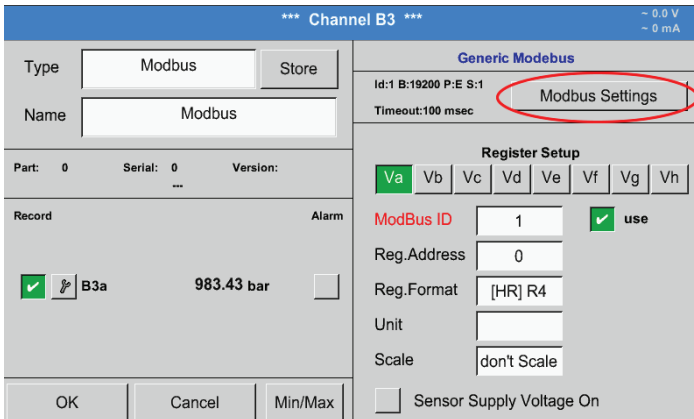 *** Channel B3 ***
~ 0.0 V
~ 0 mA
Type
Modbus
Store
Name
Modbus
Part: 0 Serial: 0 Version:
---
Record Alarm
B3a 983.43 bar
OK Cancel Min/Max
Generic Modebus
Id:1 B:19200 P:E S:1
Timeout:100 msec
Modbus Settings
Register Setup
Va Vb Vc Vd Ve Vf Vg Vh
ModBus ID 1 use
Reg.Address 0
Reg.Format [HR] R4
Unit
Scale don't Scale
Sensor Supply Voltage On